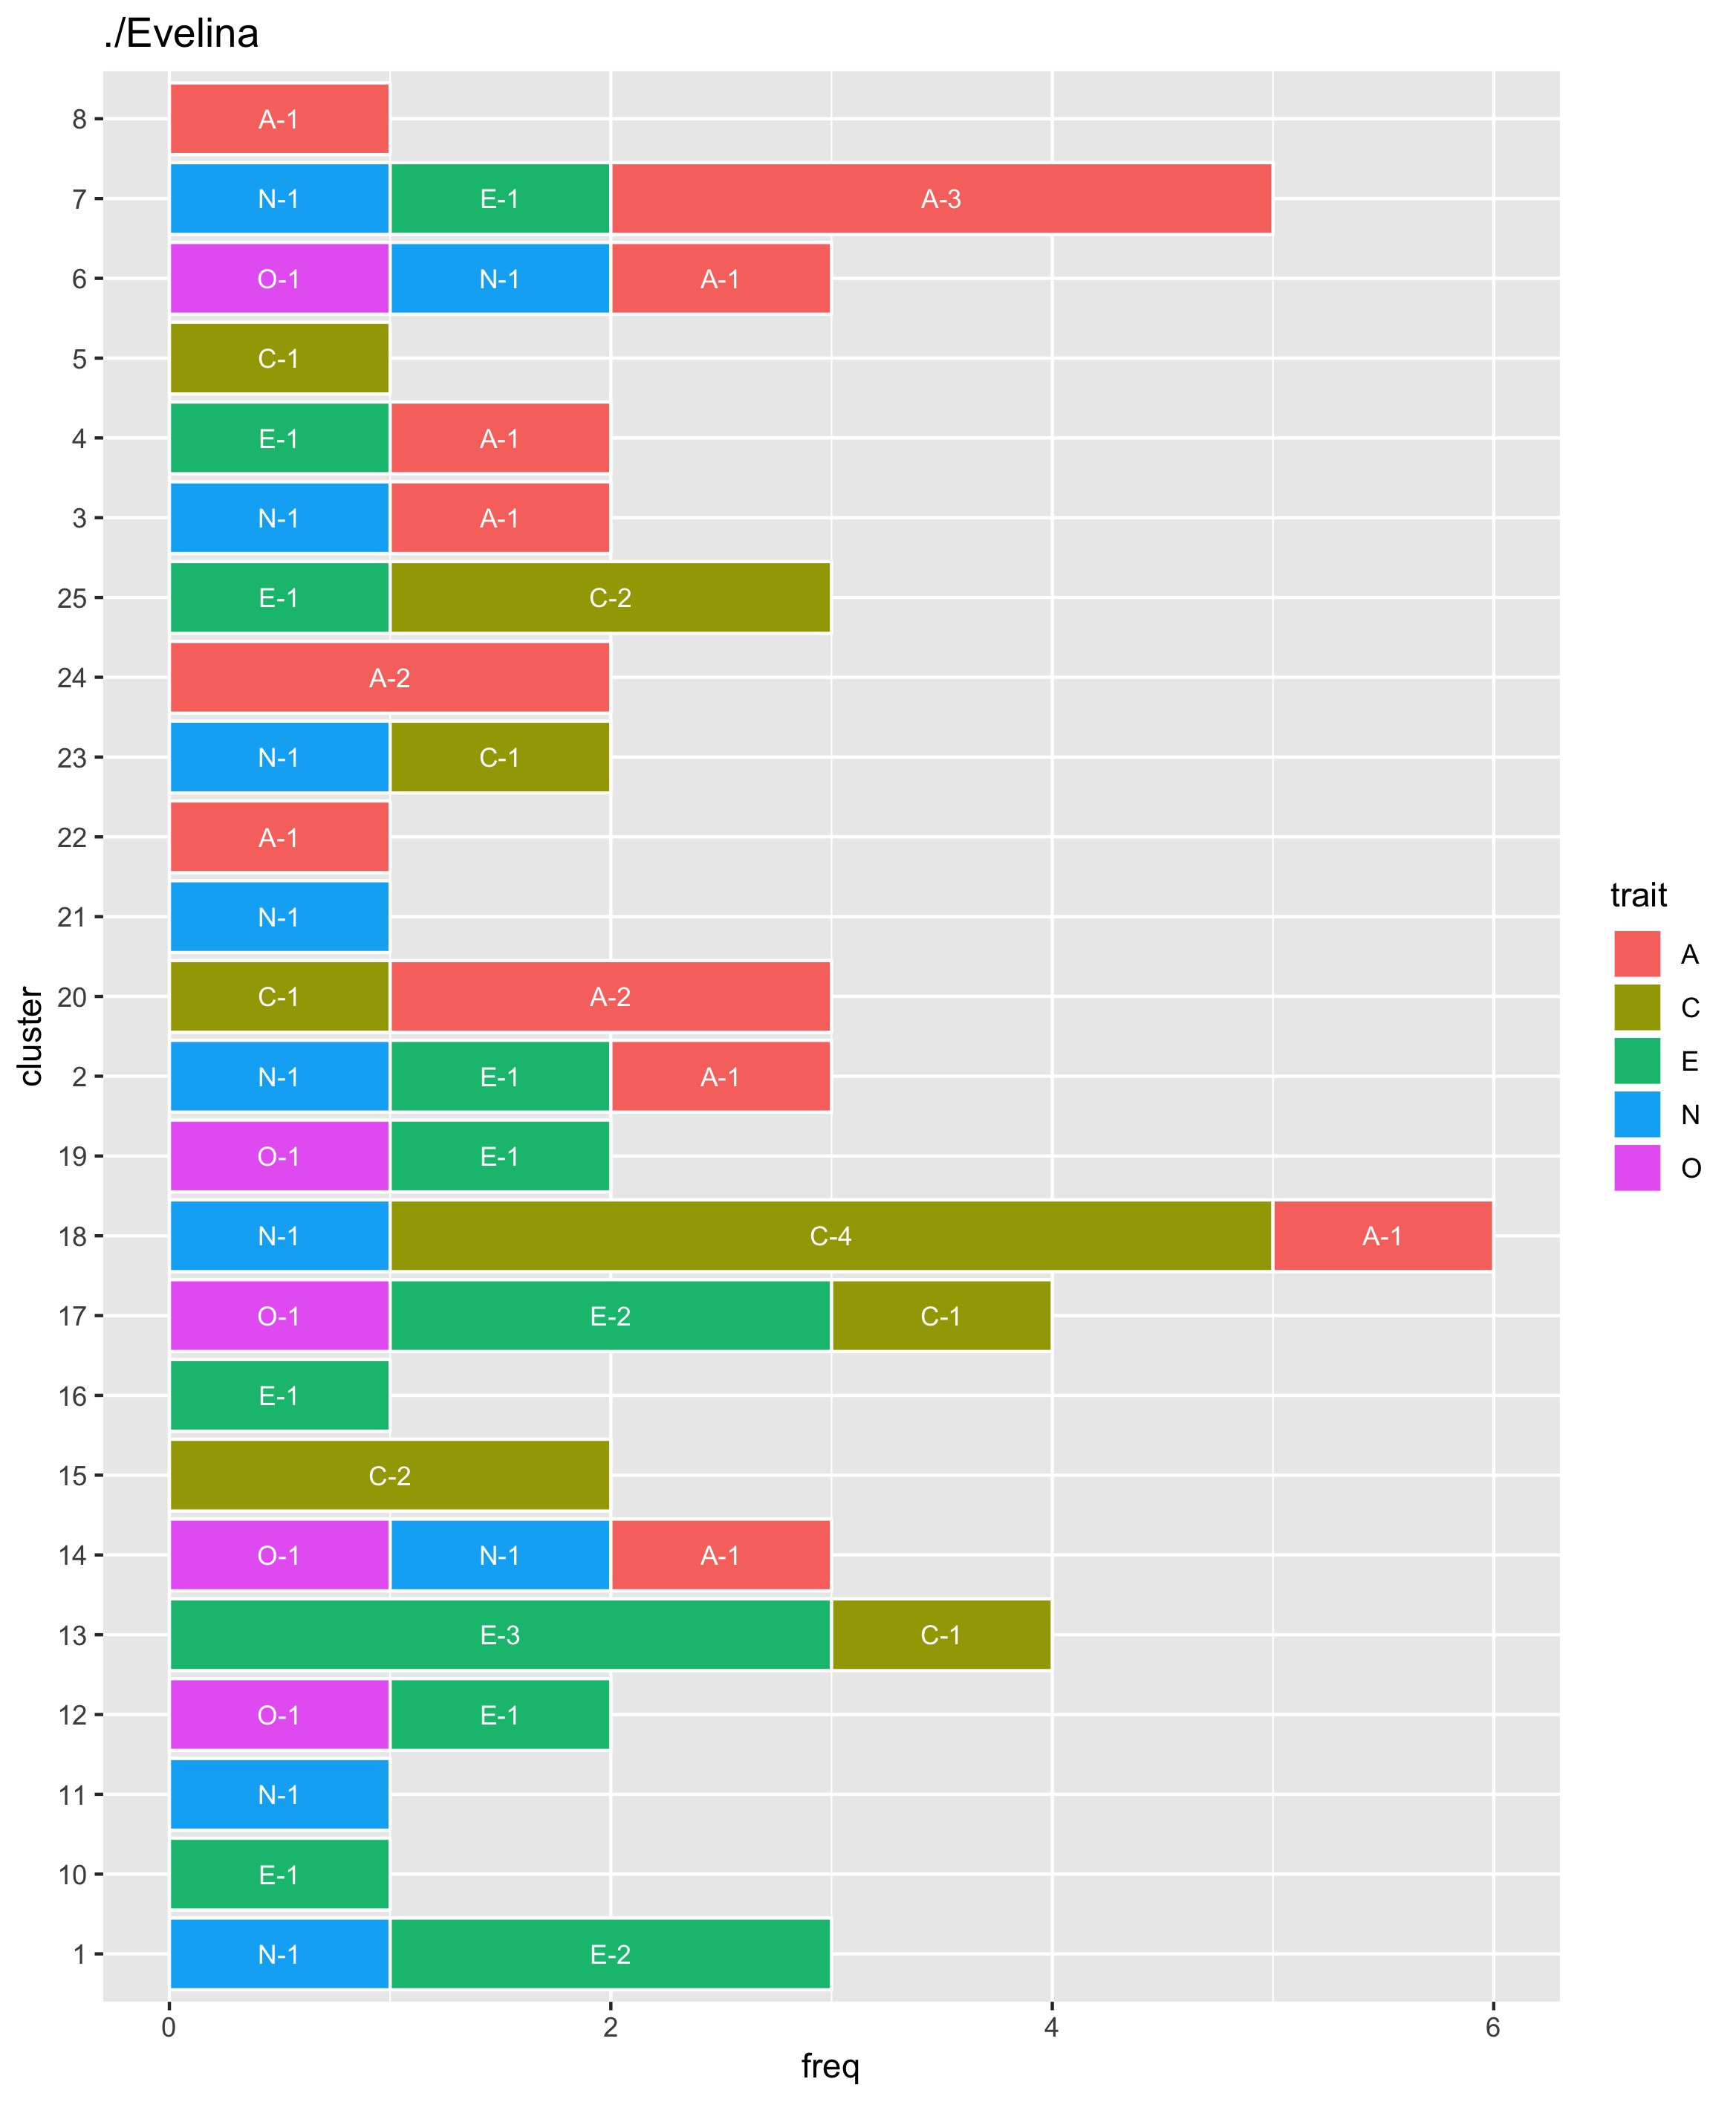 ./Evelina
8 A-1
7 N-1 E-1 A-3
6 O-1 N-1 A-1
5 C-1
4 E-1 A-1
3 N-1 A-1
25 E-1 C-2
24 A-2
23 N-1 C-1
22 A-1
21 N-1
20 C-1 A-2
2 N-1 E-1 A-1
19 O-1 E-1
18 N-1 C-4 A-1
17 O-1 E-2 C-1
16 E-1
15 C-2
14 O-1 N-1 A-1
13 E-3 C-1
12 O-1 E-1
11 N-1
10 E-1
1 N-1 E-2
0 2 4 6
freq
cluster
trait
A
C
E
N
O